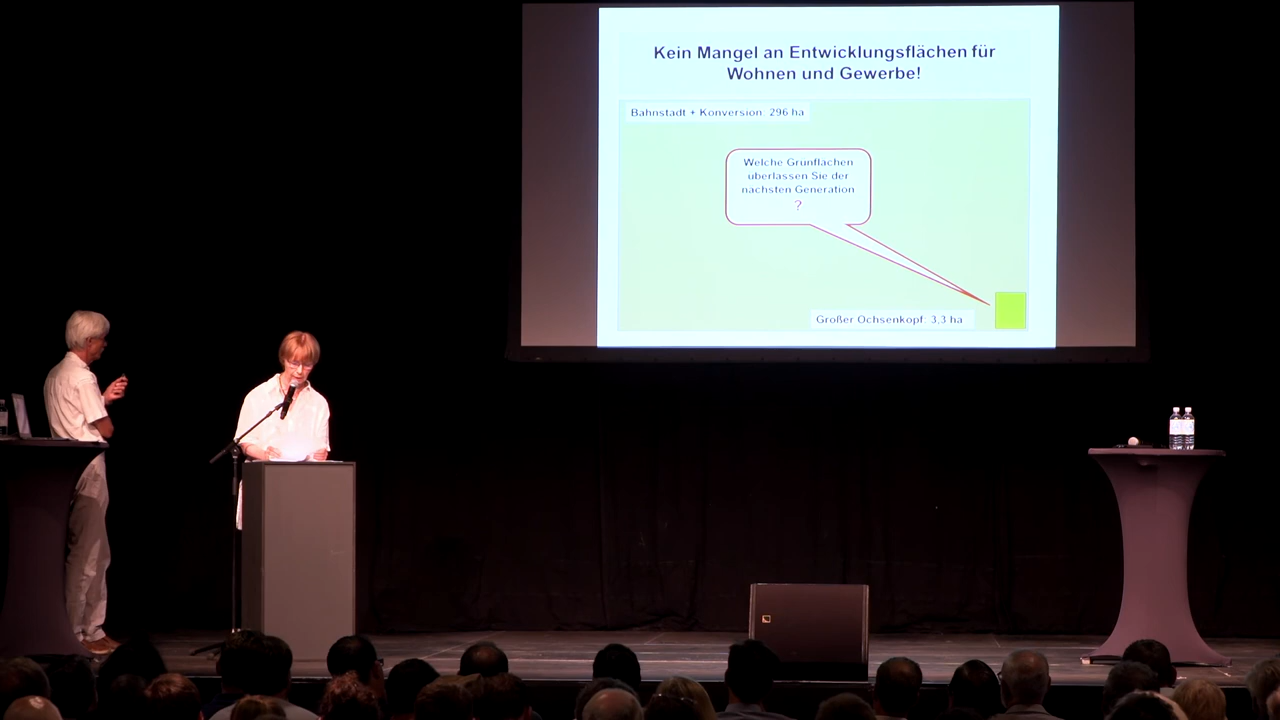 Kein Mangel an Entwicklungsflächen für
Wohnen und Gewerbe!
Bahnstadt + Konversion: 296 ha
Welche Grünflächen
überlassen Sie der
nächsten Generation
?
Großer Ochsenkopf: 3,3 ha